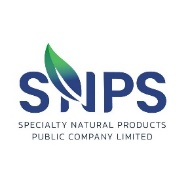 SNPS
SPECIALTY NATURAL PRODUCTS
PUBLIC COMPANY LIMITED